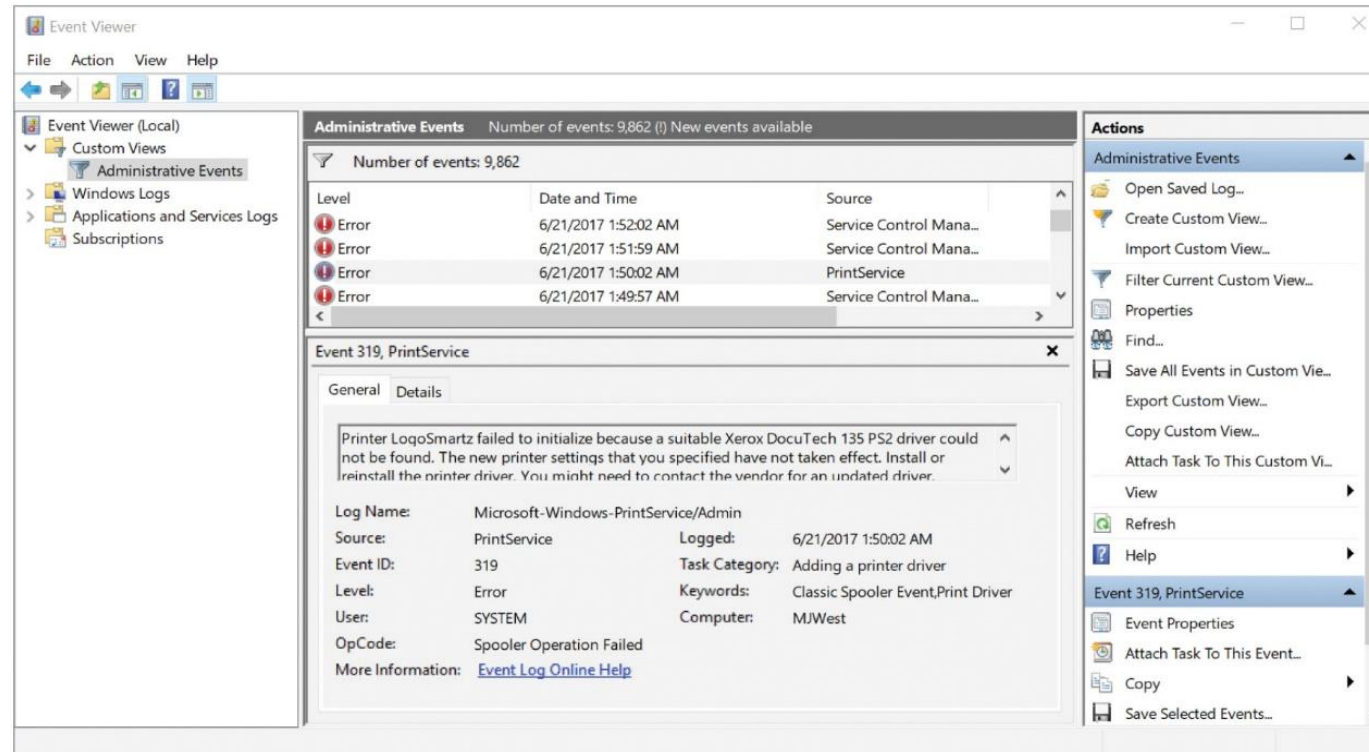 Event Viewer
File Action View Help
Event Viewer (Local)
Custom Views
Administrative Events
Windows Logs
Applications and Services Logs
Subscriptions
Administrative Events Number of events: 9,862 (!) New events available
Number of events: 9,862
Level Date and Time Source
Error 6/21/2017 1:52:02 AM Service Control Mana...
Error 6/21/2017 1:51:59 AM Service Control Mana...
Error 6/21/2017 1:50:02 AM PrintService
Error 6/21/2017 1:49:57 AM Service Control Mana...
Event 319, PrintService
General Details
Printer LogoSmartz failed to initialize because a suitable Xerox DocuTech 135 PS2 driver could
not be found. The new printer settings that you specified have not taken effect. Install or
reinstall the printer driver. You might need to contact the vendor for an updated driver.
Log Name: Microsoft-Windows-PrintService/Admin
Source: PrintService Logged: 6/21/2017 1:50:02 AM
Event ID: 319 Task Category: Adding a printer driver
Level: Error Keywords: Classic Spooler Event,Print Driver
User: SYSTEM Computer: MJWest
OpCode: Spooler Operation Failed
More Information: Event Log Online Help
Actions
Administrative Events
Open Saved Log...
Create Custom View...
Import Custom View...
Filter Current Custom View...
Properties
Find...
Save All Events in Custom Vie...
Export Custom View...
Copy Custom View...
Attach Task To This Custom Vi...
View
Refresh
Help
Event 319, PrintService
Event Properties
Attach Task To This Event...
Copy
Save Selected Events...